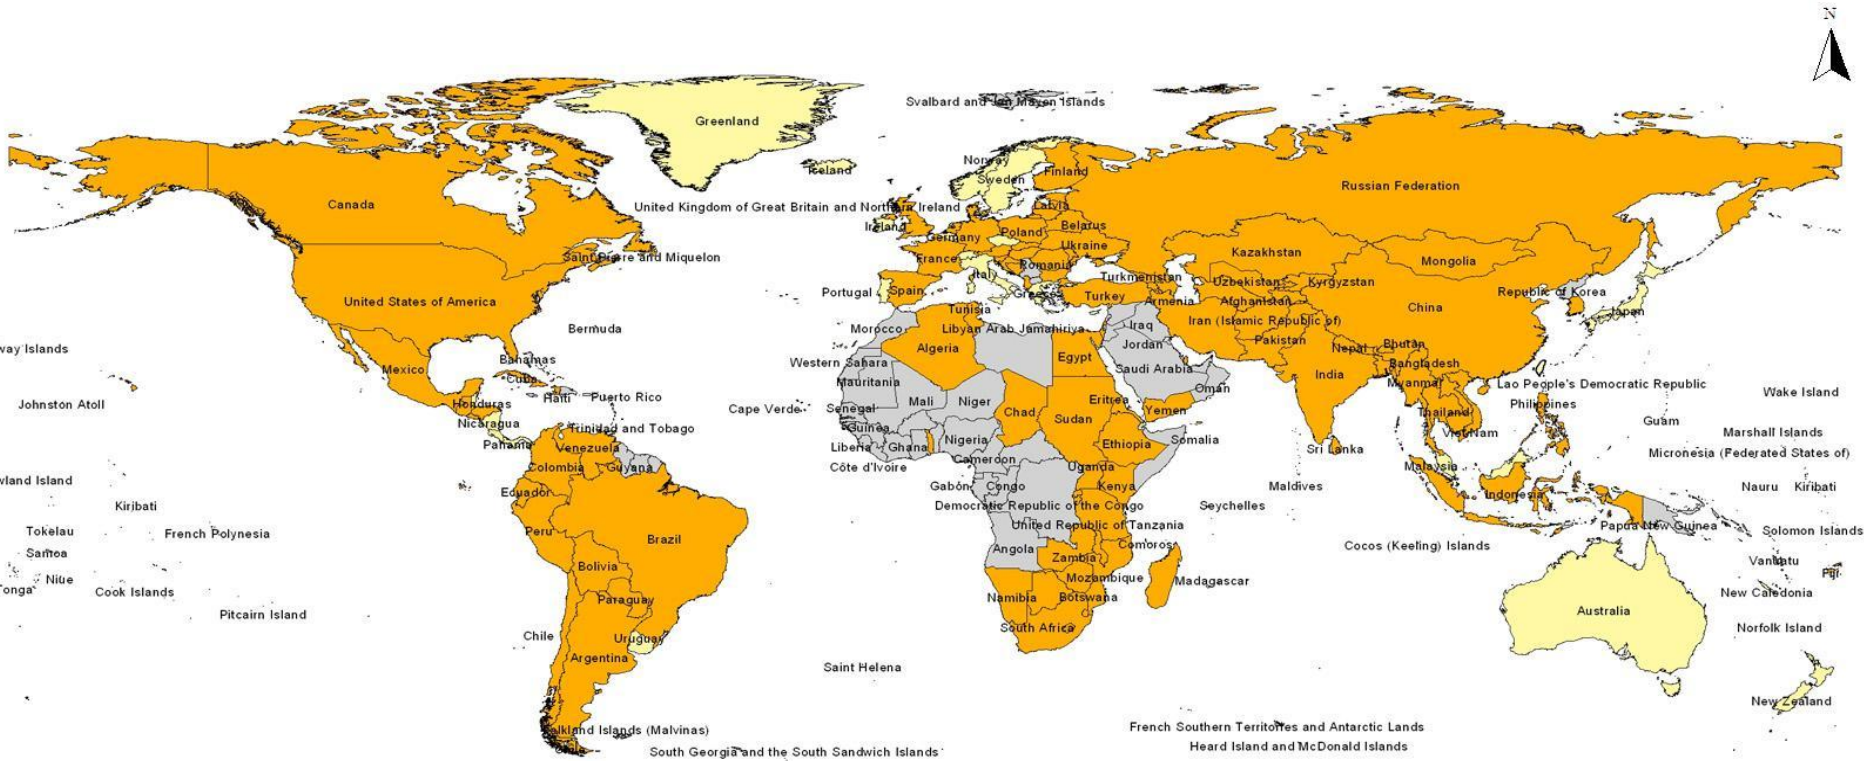 N
Svalbard and Jan Mayen Islands
Greenland
Iceland
Norway
Sweden
Finland
Russian Federation
Canada
United Kingdom of Great Britain and Northern Ireland
Latvia
Ireland
Belarus
Germany
Poland
Ukraine
Saint Pierre and Miquelon
France
Romania
Kazakhstan
Mongolia
Italy
Turkmenistan
Uzbekistan
Kyrgyzstan
Portugal
Spain
Greece
Turkey
Armenia
Afghanistan
Republic of Korea
United States of America
China
Tunisia
Japan
Bermuda
Morocco
Libyan Arab Jamahiriya
Iraq
Iran (Islamic Republic of)
way Islands
Algeria
Egypt
Jordan
Pakistan
Nepal
Bhutan
Bahamas
Western Sahara
Saudi Arabia
Bangladesh
Mexico
Cuba
Mauritania
India
Myanmar
Lao People's Democratic Republic
Oman
Wake Island
Johnston Atoll
Honduras
Haiti
Puerto Rico
Cape Verde
Senegal
Mali
Niger
Chad
Eritrea
Yemen
Thailand
Philippines
Nicaragua
Trinidad and Tobago
Guinea
Sudan
Guam
Panama
Venezuela
Liberia
Ghana
Nigeria
Ethiopia
Somalia
Sri Lanka
Viet Nam
Marshall Islands
Micronesia (Federated States of)
Colombia
Guyana
Côte d'Ivoire
Cameroon
Uganda
Malaysia
wland Island
Ecuador
Gabon
Congo
Kenya
Maldives
Indonesia
Nauru
Kiribati
Kiribati
Democratic Republic of the Congo
Seychelles
Tokelau
French Polynesia
Peru
Brazil
United Republic of Tanzania
Papua New Guinea
Solomon Islands
Samoa
Angola
Comoros
Cocos (Keeling) Islands
Bolivia
Zambia
Vanuatu
Niue
Mozambique
Madagascar
Fiji
Tonga
Cook Islands
Paraguay
Namibia
Botswana
New Caledonia
Pitcairn Island
Australia
Chile
Uruguay
South Africa
Norfolk Island
Argentina
Saint Helena
New Zealand
Falkland Islands (Malvinas)
French Southern Territories and Antarctic Lands
Chile
South Georgia and the South Sandwich Islands
Heard Island and McDonald Islands